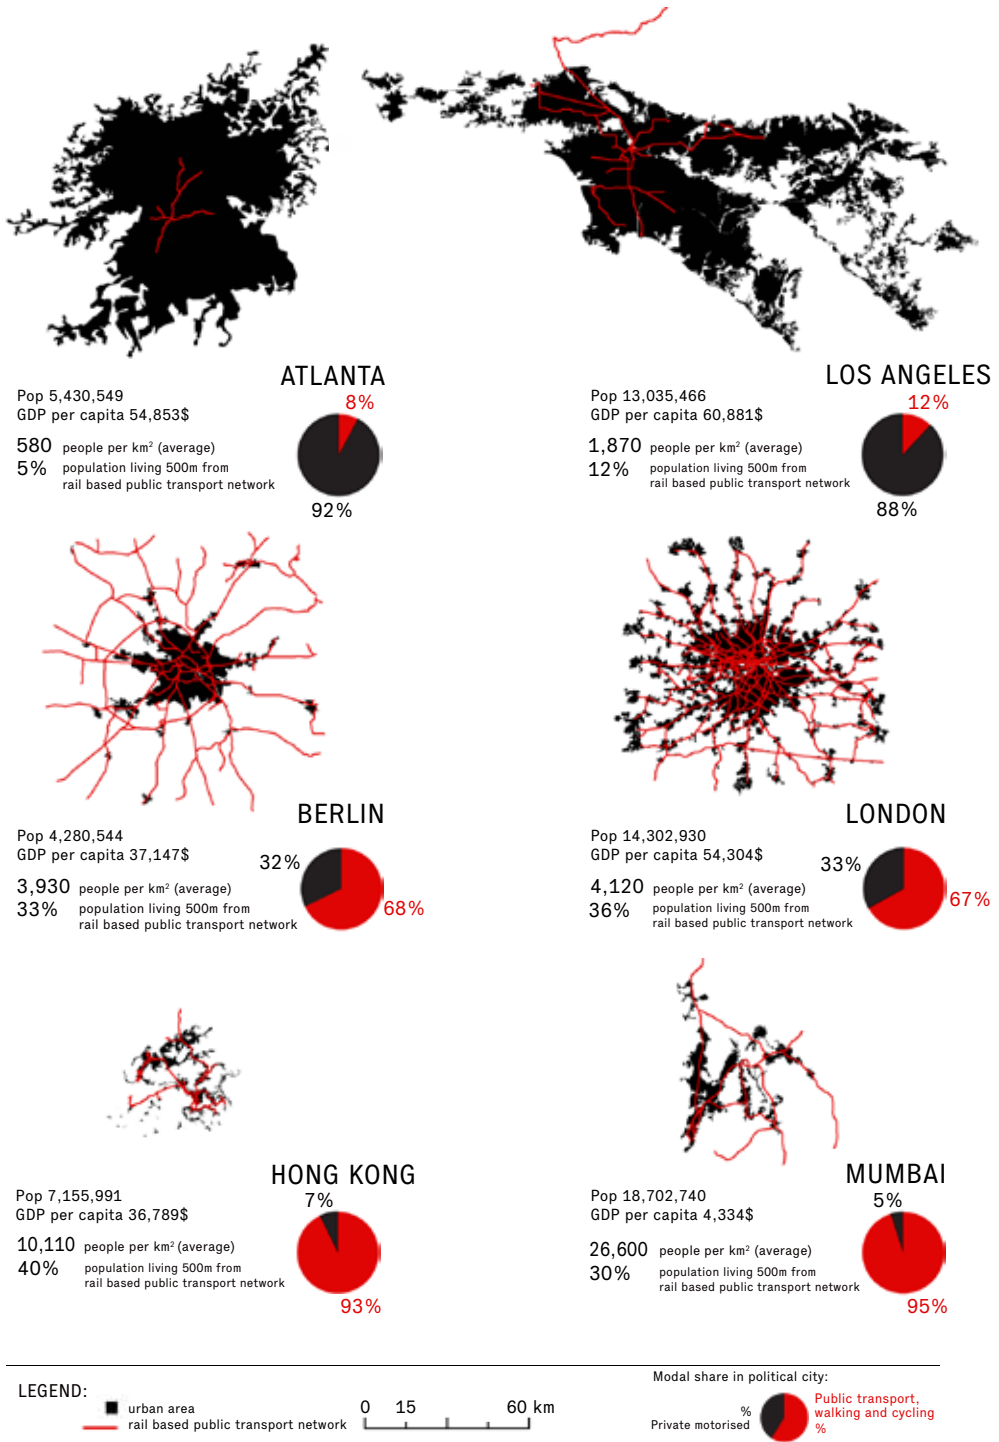 ATLANTA
Pop 5,430,549
GDP per capita 54,853$
8%
580 people per km² (average)
5% population living 500m from
rail based public transport network
92%
LOS ANGELES
Pop 13,035,466
GDP per capita 60,881$
12%
1,870 people per km² (average)
12% population living 500m from
rail based public transport network
88%
BERLIN
Pop 4,280,544
GDP per capita 37,147$
32%
3,930 people per km² (average)
33% population living 500m from
rail based public transport network
68%
LONDON
Pop 14,302,930
GDP per capita 54,304$
33%
4,120 people per km² (average)
36% population living 500m from
rail based public transport network
67%
HONG KONG
Pop 7,155,991
GDP per capita 36,789$
7%
10,110 people per km² (average)
40% population living 500m from
rail based public transport network
93%
MUMBAI
Pop 18,702,740
GDP per capita 4,334$
5%
26,600 people per km² (average)
30% population living 500m from
rail based public transport network
95%
LEGEND:
urban area
rail based public transport network
0 15 60 km
Modal share in political city:
%
Private motorised
Public transport,
walking and cycling
%